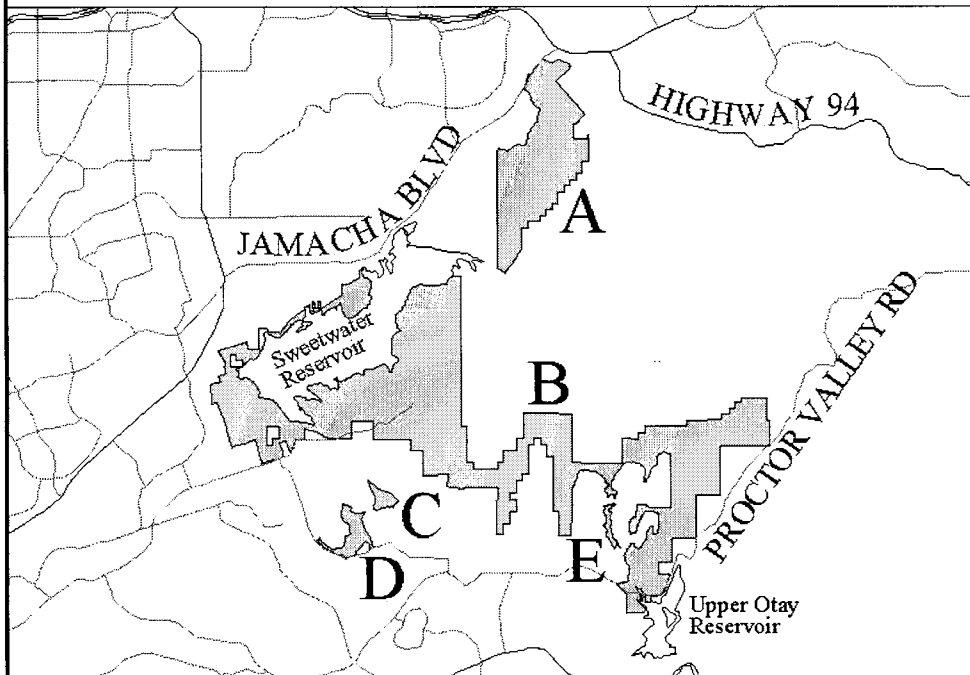 HIGHWAY 94
JAMACHA BLVD
A
Sweetwater
Reservoir
B
PROCTOR VALLEY RD
C
D
E
Upper Otay
Reservoir